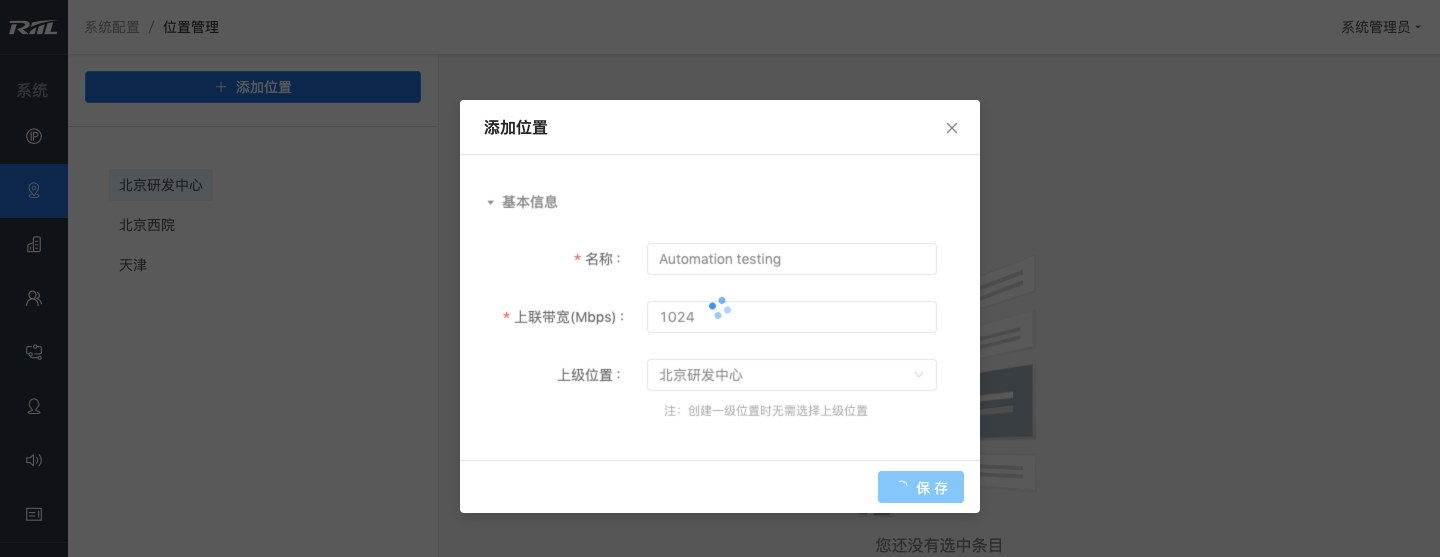 RIIL
系统配置 / 位置管理
系统管理员
系统
+ 添加位置
北京研发中心
北京西院
天津
添加位置
基本信息
* 名称：
Automation testing
* 上联带宽(Mbps)：
1024
上级位置：
北京研发中心
注：创建一级位置时无需选择上级位置
保 存
您还没有选中条目